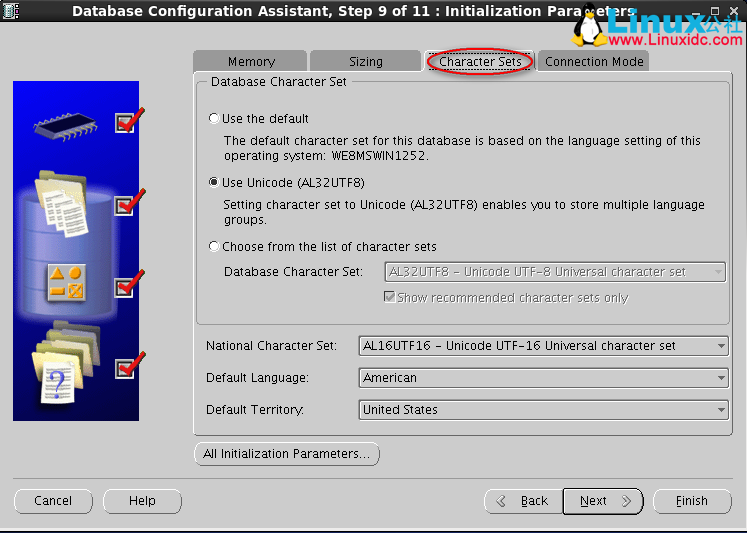 Database Configuration Assistant, Step 9 of 11 : Initialization Parameters
Linux公社
www.Linuxidc.com
Memory
Sizing
Character Sets
Connection Mode
Database Character Set
Use the default
The default character set for this database is based on the language setting of this
operating system: WE8MSWIN1252.
Use Unicode (AL32UTF8)
Setting character set to Unicode (AL32UTF8) enables you to store multiple language
groups.
Choose from the list of character sets
Database Character Set: AL32UTF8 - Unicode UTF-8 Universal character set
Show recommended character sets only
National Character Set: AL16UTF16 - Unicode UTF-16 Universal character set
Default Language: American
Default Territory: United States
All Initialization Parameters...
Cancel
Help
Back
Next
Finish
?